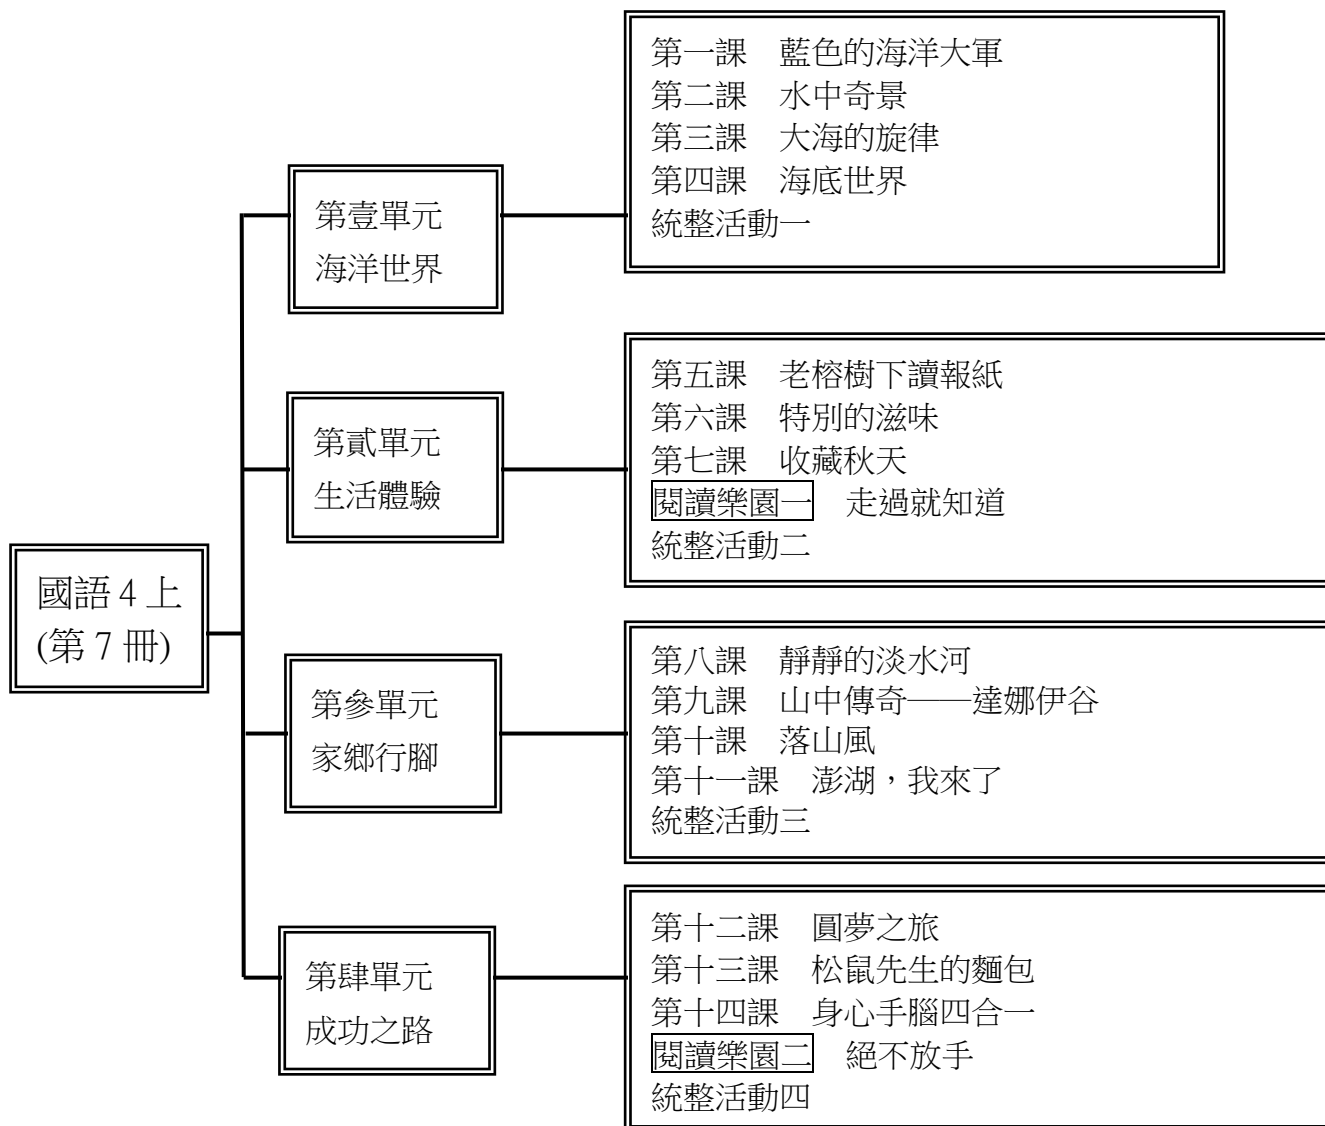 國語 4 上
(第 7 冊)
第壹單元
海洋世界
第一課　藍色的海洋大軍
第二課　水中奇景
第三課　大海的旋律
第四課　海底世界
統整活動一
第貳單元
生活體驗
第五課　老榕樹下讀報紙
第六課　特別的滋味
第七課　收藏秋天
閱讀樂園一　走過就知道
統整活動二
第參單元
家鄉行腳
第八課　靜靜的淡水河
第九課　山中傳奇——達娜伊谷
第十課　落山風
第十一課　澎湖，我來了
統整活動三
第肆單元
成功之路
第十二課　圓夢之旅
第十三課　松鼠先生的麵包
第十四課　身心手腦四合一
閱讀樂園二　絕不放手
統整活動四